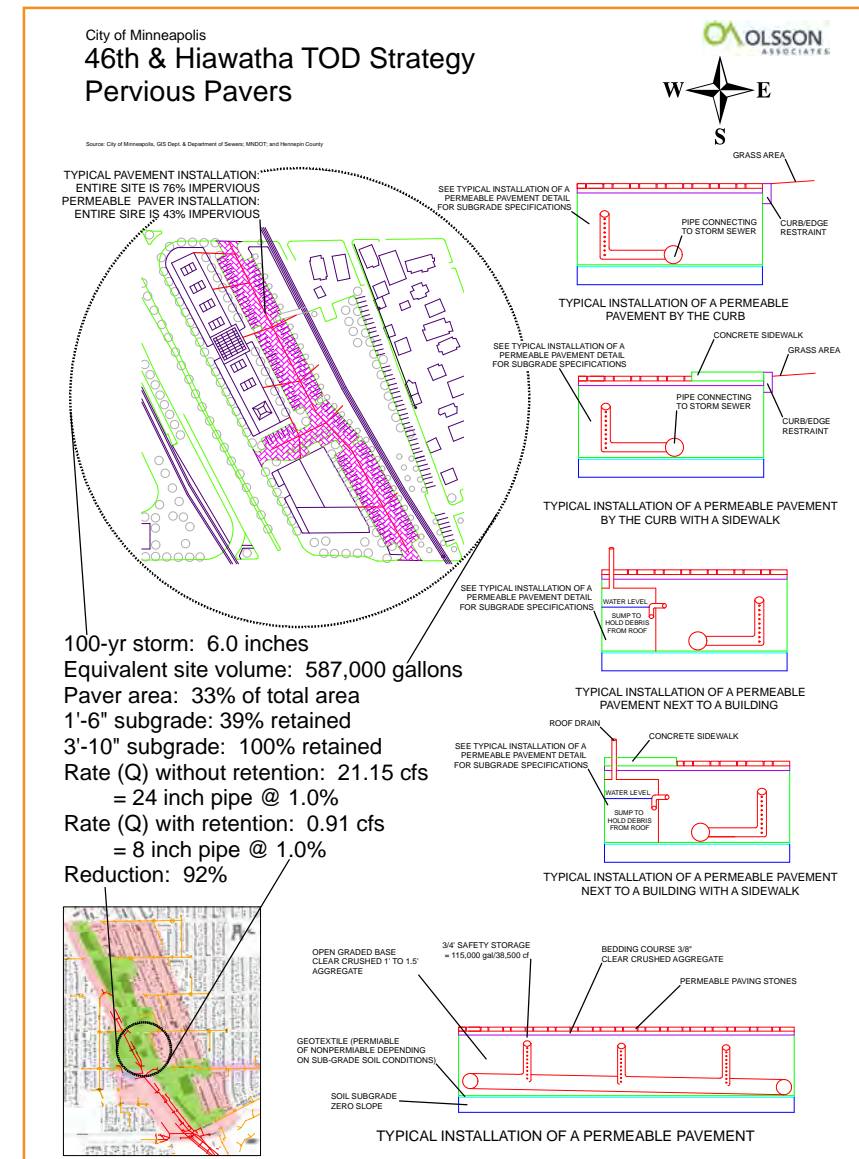 City of Minneapolis
46th & Hiawatha TOD Strategy
Pervious Pavers
OLSSON
ASSOCIATES
W E
S
Source: City of Minneapolis, GIS Dept. & Department of Sewers; MNDOT; and Hennepin County
TYPICAL PAVEMENT INSTALLATION:
ENTIRE SITE IS 76% IMPERVIOUS
PERMEABLE PAVER INSTALLATION:
ENTIRE SIRE IS 43% IMPERVIOUS
GRASS AREA
SEE TYPICAL INSTALLATION OF A
PERMEABLE PAVEMENT DETAIL
FOR SUBGRADE SPECIFICATIONS
PIPE CONNECTING
TO STORM SEWER
CURB/EDGE
RESTRAINT
TYPICAL INSTALLATION OF A PERMEABLE
PAVEMENT BY THE CURB
CONCRETE SIDEWALK
SEE TYPICAL INSTALLATION OF A
PERMEABLE PAVEMENT DETAIL
FOR SUBGRADE SPECIFICATIONS
GRASS AREA
PIPE CONNECTING
TO STORM SEWER
CURB/EDGE
RESTRAINT
TYPICAL INSTALLATION OF A PERMEABLE PAVEMENT
BY THE CURB WITH A SIDEWALK
SEE TYPICAL INSTALLATION OF A
PERMEABLE PAVEMENT DETAIL
FOR SUBGRADE SPECIFICATIONS
WATER LEVEL
SUMP TO
HOLD DEBRIS
FROM ROOF
TYPICAL INSTALLATION OF A PERMEABLE
PAVEMENT NEXT TO A BUILDING
ROOF DRAIN
CONCRETE SIDEWALK
SEE TYPICAL INSTALLATION OF A
PERMEABLE PAVEMENT DETAIL
FOR SUBGRADE SPECIFICATIONS
WATER LEVEL
SUMP TO
HOLD DEBRIS
FROM ROOF
TYPICAL INSTALLATION OF A PERMEABLE PAVEMENT
NEXT TO A BUILDING WITH A SIDEWALK
100-yr storm: 6.0 inches
Equivalent site volume: 587,000 gallons
Paver area: 33% of total area
1'-6" subgrade: 39% retained
3'-10" subgrade: 100% retained
Rate (Q) without retention: 21.15 cfs
= 24 inch pipe @ 1.0%
Rate (Q) with retention: 0.91 cfs
= 8 inch pipe @ 1.0%
Reduction: 92%
OPEN GRADED BASE
CLEAR CRUSHED 1' TO 1.5'
AGGREGATE
3/4' SAFETY STORAGE
= 115,000 gal/38,500 cf
BEDDING COURSE 3/8"
CLEAR CRUSHED AGGREGATE
PERMEABLE PAVING STONES
GEOTEXTILE (PERMIABLE
OF NONPERMIABLE DEPENDING
ON SUB-GRADE SOIL CONDITIONS)
SOIL SUBGRADE
ZERO SLOPE
TYPICAL INSTALLATION OF A PERMEABLE PAVEMENT